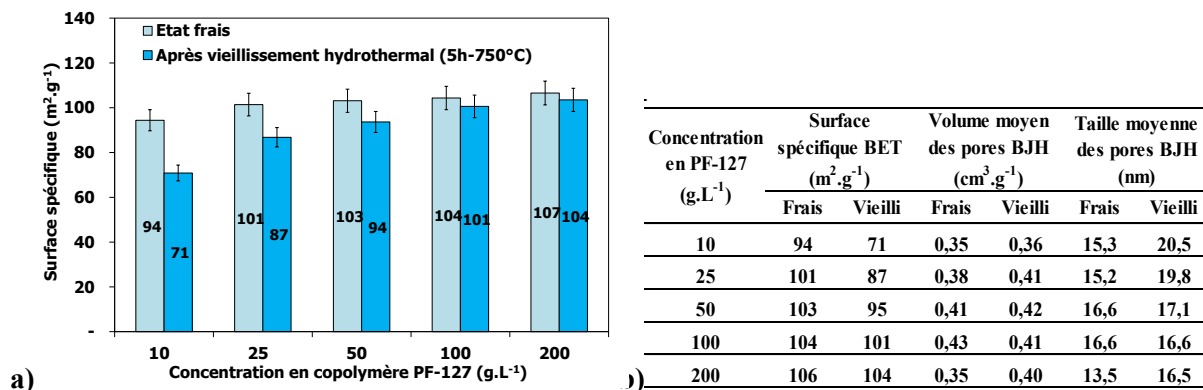 140
120
100
80
60
40
20
-
Surface spécifique (m².g⁻¹)
Etat frais
Après vieillissement hydrothermal (5h-750°C)
94 71 101 87 103 94 104 101 107 104
10 25 50 100 200
Concentration en copolymère PF-127 (g.L⁻¹)
a)
b)
Concentration en PF-127 (g.L⁻¹)
Surface spécifique BET (m².g⁻¹)
Volume moyen des pores BJH (cm³.g⁻¹)
Taille moyenne des pores BJH (nm)
Frais Vieilli Frais Vieilli Frais Vieilli
10 94 71 0,35 0,36 15,3 20,5
25 101 87 0,38 0,41 15,2 19,8
50 103 95 0,41 0,42 16,6 17,1
100 104 101 0,43 0,41 16,6 16,6
200 106 104 0,35 0,40 13,5 16,5